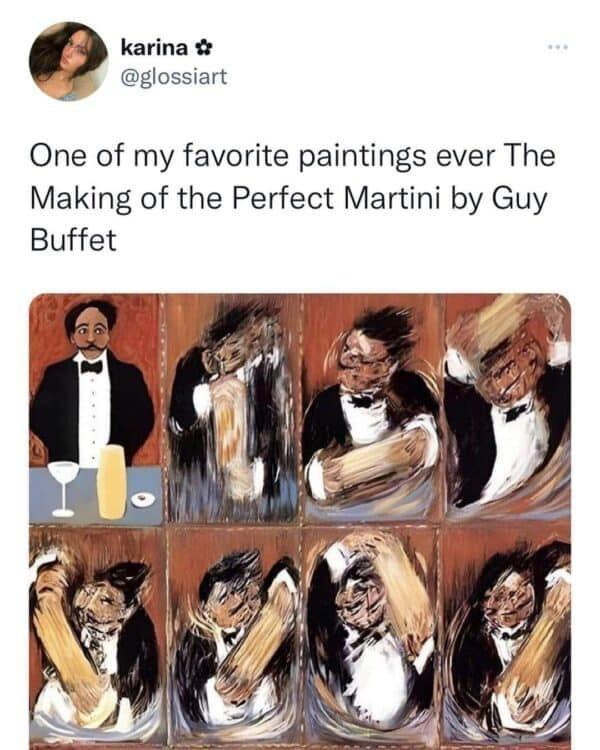 karina ✿
@glossiart
One of my favorite paintings ever The
Making of the Perfect Martini by Guy
Buffet